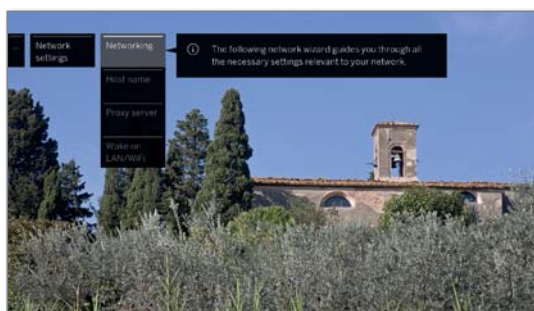 Network
settings
Networking
Host name
Proxy server
Wake on
LAN/WiFi
The following network wizard guides you through all
the necessary settings relevant to your network.